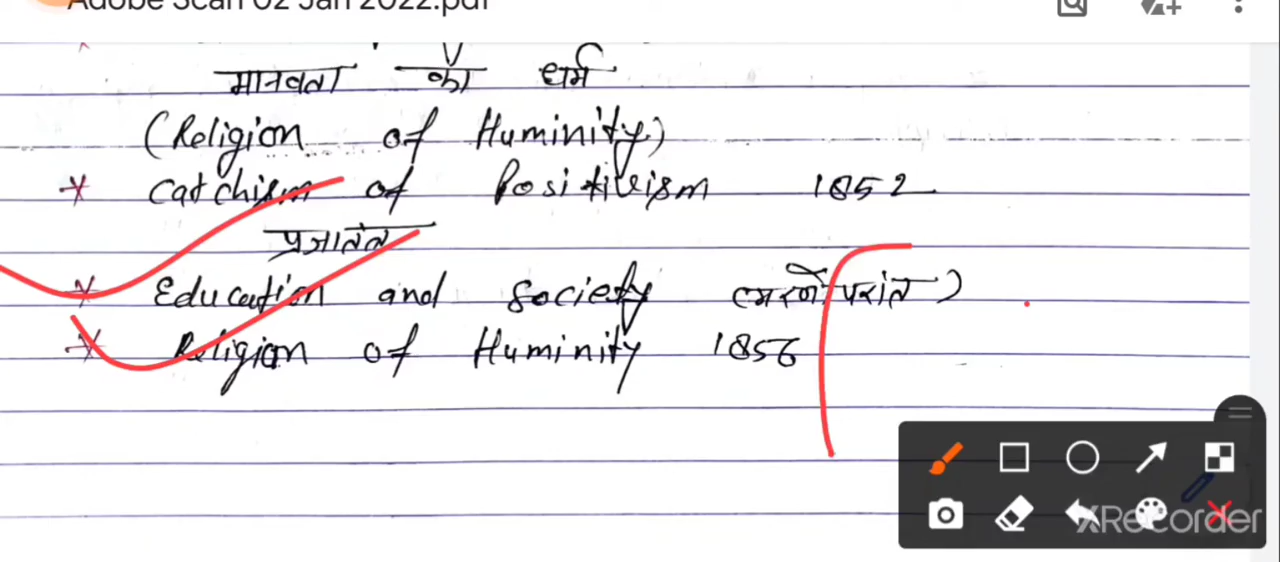 Adobe Scan 02 Jan 2022.pdf
मानवता का धर्म
(Religion of Huminity)
* Catchism of Positivism 1852
* Education and Society (मरणोपरांत)
* Religion of Huminity 1856
XRecorder